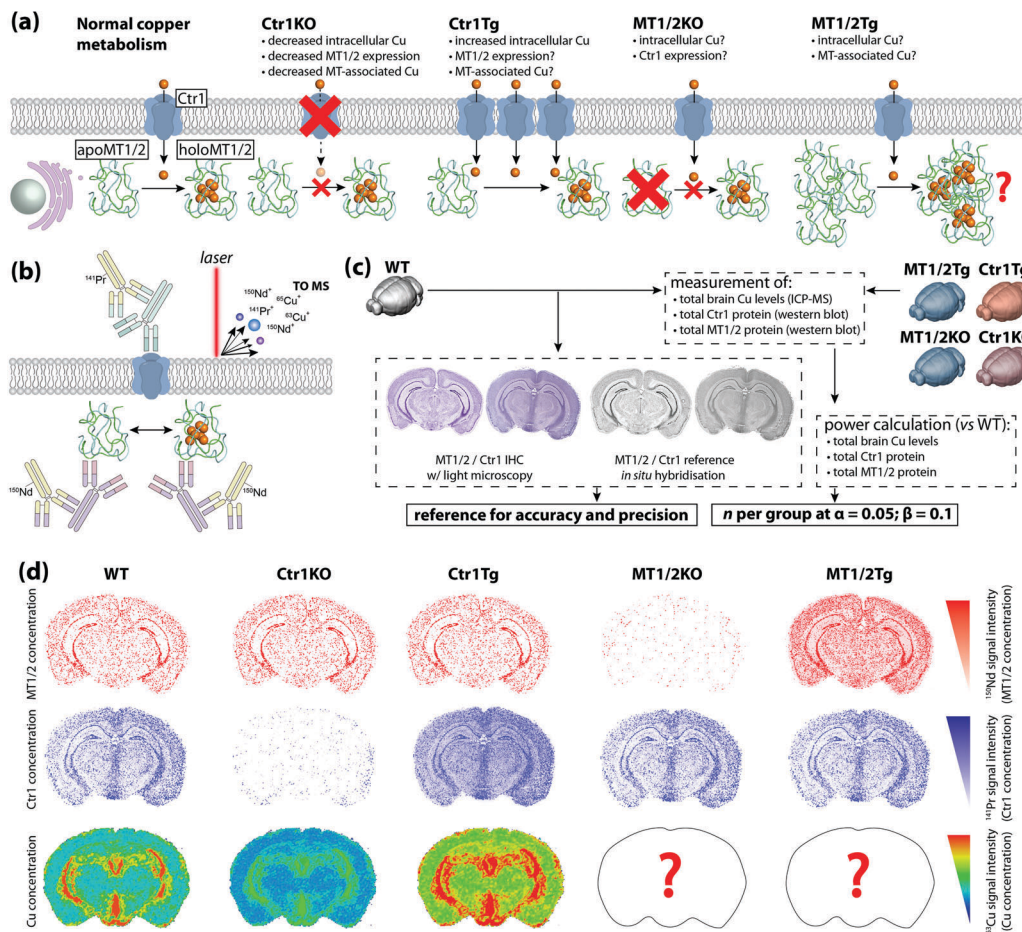 (a)
Normal copper
metabolism
Ctr1KO
• decreased intracellular Cu
• decreased MT1/2 expression
• decreased MT-associated Cu
Ctr1Tg
• increased intracellular Cu
• MT1/2 expression?
• MT-associated Cu?
MT1/2KO
• intracellular Cu?
• Ctr1 expression?
MT1/2Tg
• intracellular Cu?
• MT-associated Cu?
Ctr1
apoMT1/2
holoMT1/2
?
(b)
¹⁴¹Pr
laser
TO MS
¹⁵⁰Nd⁺
⁶⁵Cu⁺
¹⁴¹Pr⁺
⁶³Cu⁺
¹⁵⁰Nd⁺
¹⁵⁰Nd
¹⁵⁰Nd
(c)
WT
measurement of:
• total brain Cu levels (ICP-MS)
• total Ctr1 protein (western blot)
• total MT1/2 protein (western blot)
MT1/2Tg
Ctr1Tg
MT1/2KO
MT1/2 / Ctr1 IHC
w/ light microscopy
MT1/2 / Ctr1 reference
in situ hybridisation
power calculation (vs WT):
• total brain Cu levels
• total Ctr1 protein
• total MT1/2 protein
reference for accuracy and precision
n per group at α = 0.05; β = 0.1
(d)
WT
Ctr1KO
Ctr1Tg
MT1/2KO
MT1/2Tg
MT1/2 concentration
¹⁵⁰Nd signal intensity
(MT1/2 concentration)
Ctr1 concentration
¹⁴¹Pr signal intensity
(Ctr1 concentration)
Cu concentration
?
?
Cu signal intensity
(Cu concentration)